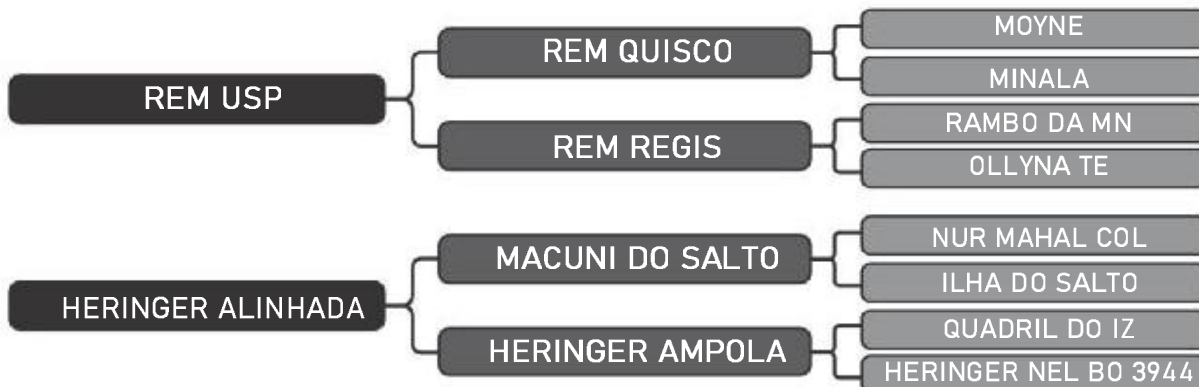 REM USP
REM QUISCO
MOYNE
MINALA
REM REGIS
RAMBO DA MN
OLLYNA TE
HERINGER ALINHADA
MACUNI DO SALTO
NUR MAHAL COL
ILHA DO SALTO
HERINGER AMPOLA
QUADRIL DO IZ
HERINGER NEL BO 3944